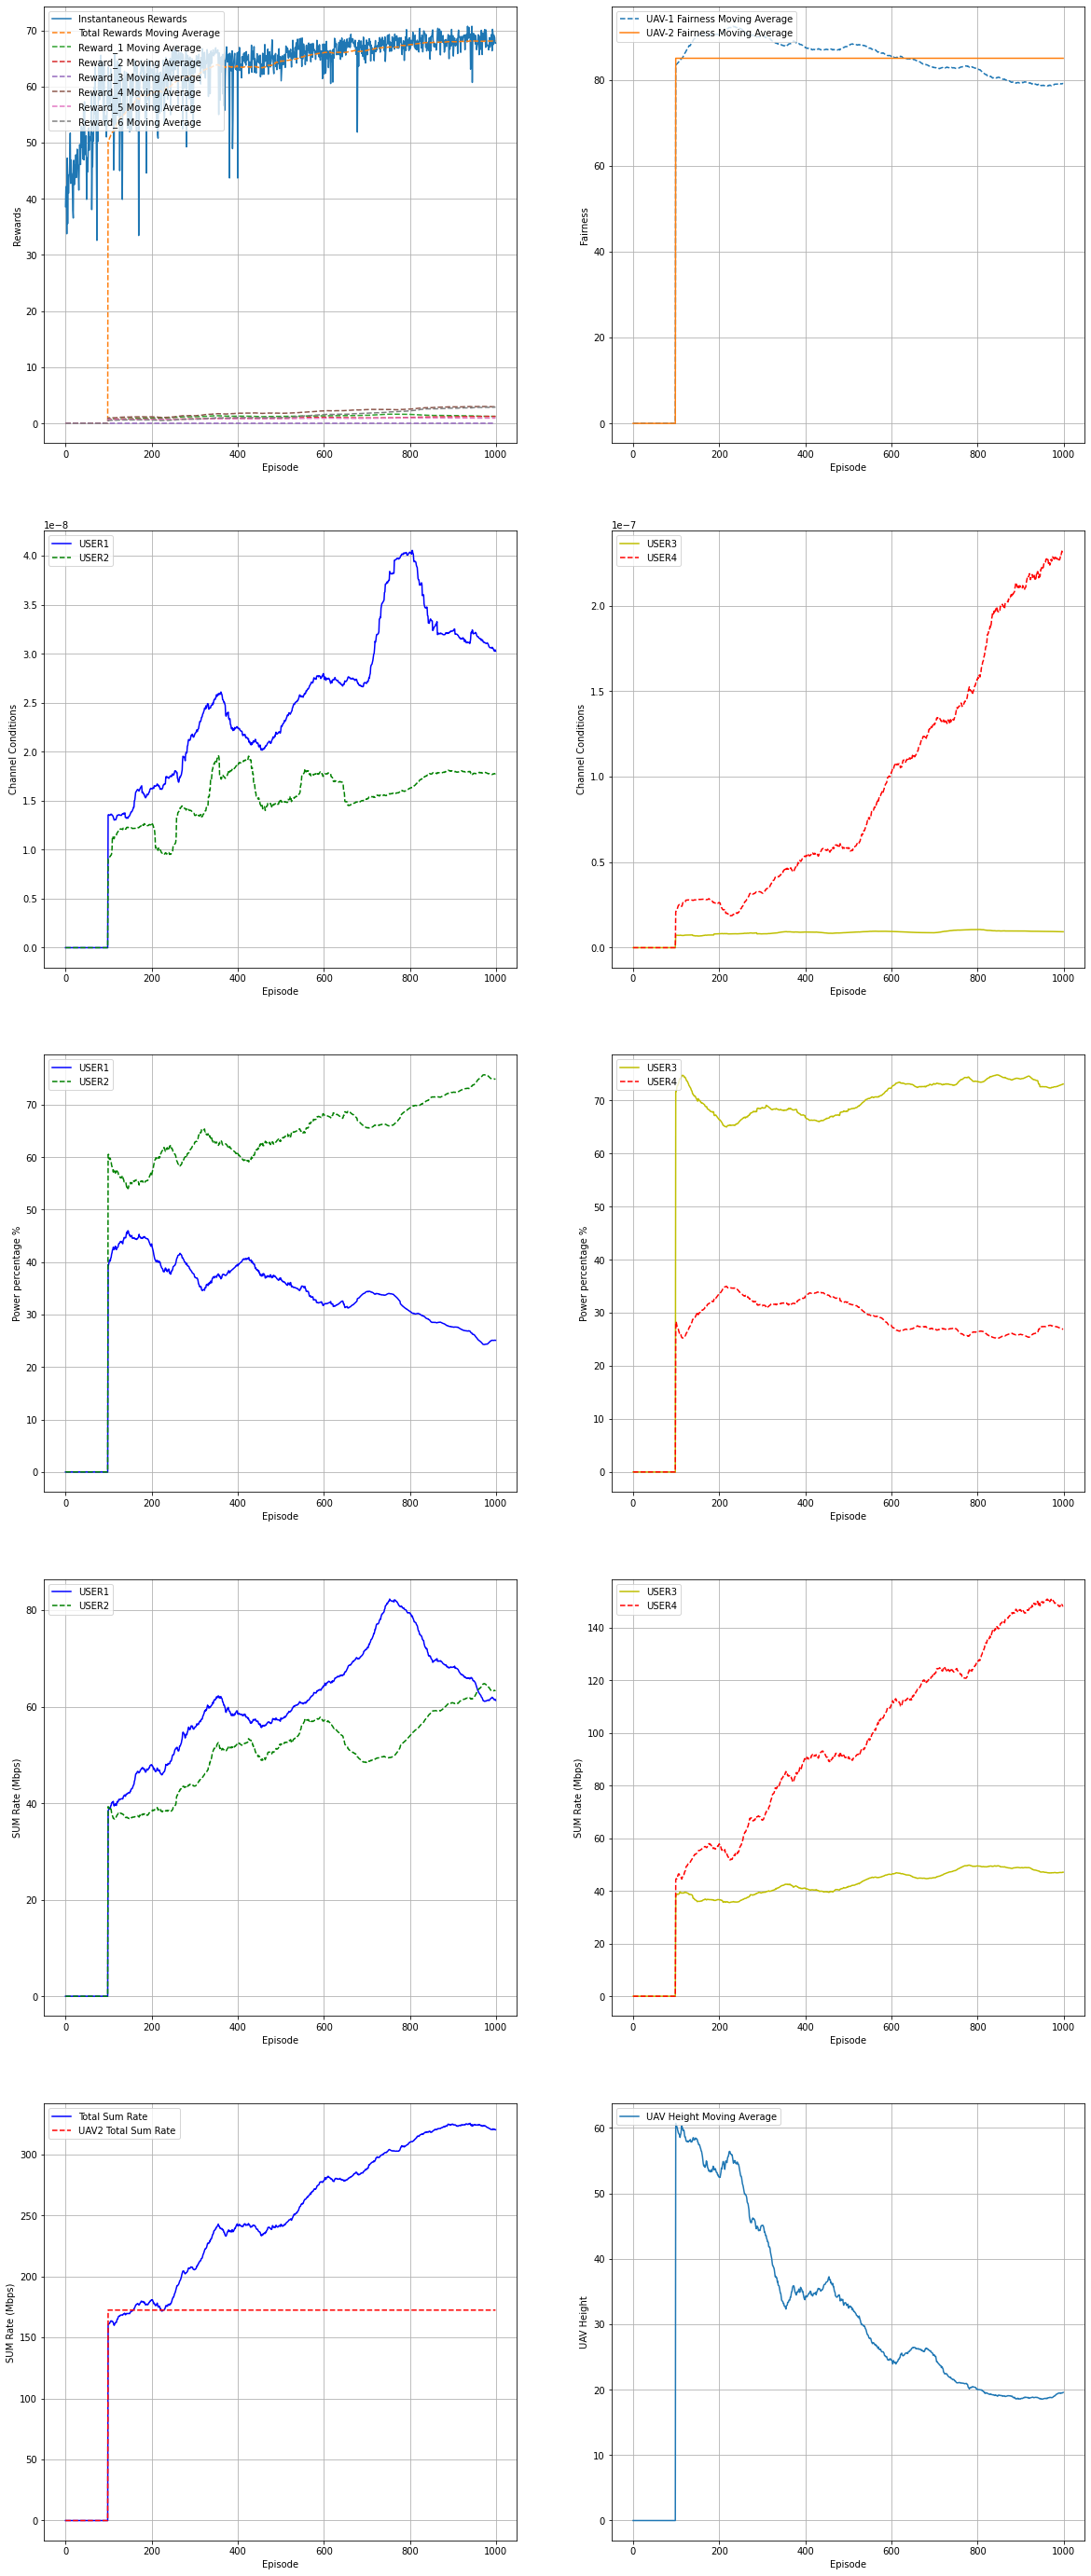 Instantaneous Rewards
Total Rewards Moving Average
Reward_1 Moving Average
Reward_2 Moving Average
Reward_3 Moving Average
Reward_4 Moving Average
Reward_5 Moving Average
Reward_6 Moving Average
70
60
50
40
30
20
10
0
Rewards
0 200 400 600 800 1000
Episode
UAV-1 Fairness Moving Average
UAV-2 Fairness Moving Average
80
60
40
20
0
Fairness
0 200 400 600 800 1000
Episode
1e−8
USER1
USER2
4.0
3.5
3.0
2.5
2.0
1.5
1.0
0.5
0.0
Channel Conditions
0 200 400 600 800 1000
Episode
1e−7
USER3
USER4
2.0
1.5
1.0
0.5
0.0
Channel Conditions
0 200 400 600 800 1000
Episode
USER1
USER2
70
60
50
40
30
20
10
0
Power percentage %
0 200 400 600 800 1000
Episode
USER3
USER4
70
60
50
40
30
20
10
0
Power percentage %
0 200 400 600 800 1000
Episode
USER1
USER2
80
60
40
20
0
SUM Rate (Mbps)
0 200 400 600 800 1000
Episode
USER3
USER4
140
120
100
80
60
40
20
0
SUM Rate (Mbps)
0 200 400 600 800 1000
Episode
Total Sum Rate
UAV2 Total Sum Rate
300
250
200
150
100
50
0
SUM Rate (Mbps)
0 200 400 600 800 1000
Episode
UAV Height Moving Average
60
50
40
30
20
10
0
UAV Height
0 200 400 600 800 1000
Episode